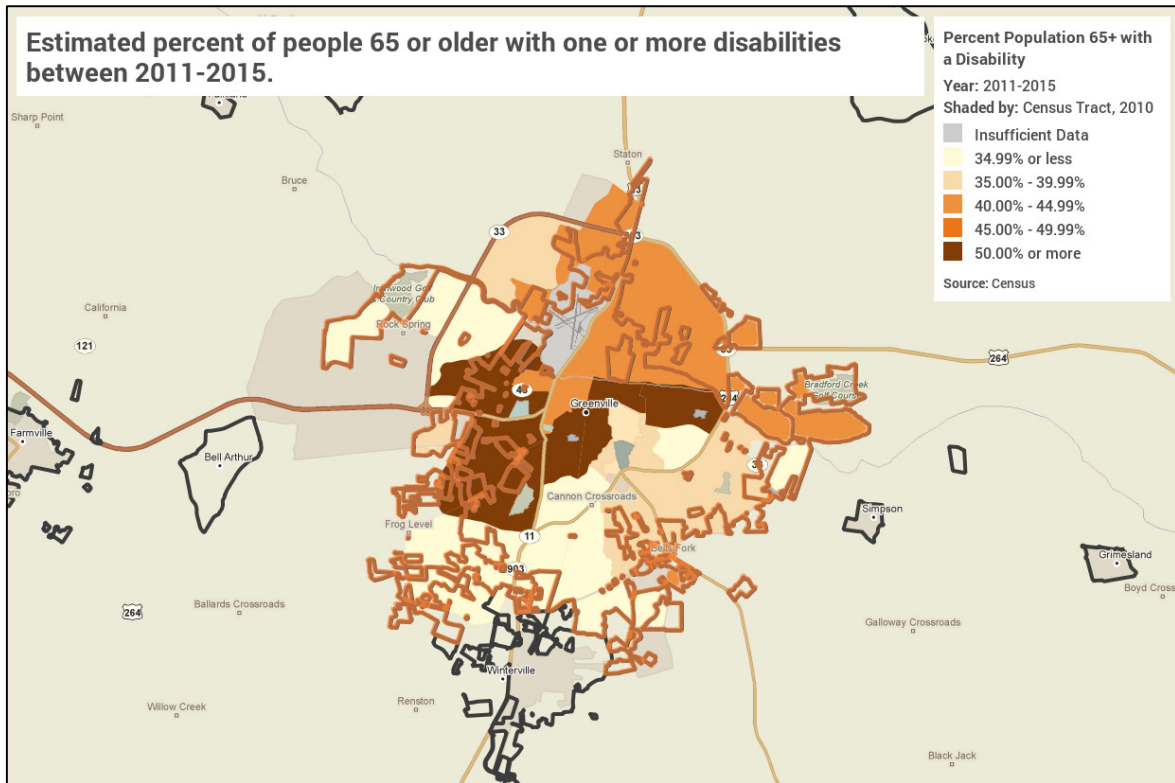 Estimated percent of people 65 or older with one or more disabilities
between 2011-2015.
Percent Population 65+ with
a Disability
Year: 2011-2015
Shaded by: Census Tract, 2010
Insufficient Data
34.99% or less
35.00% - 39.99%
40.00% - 44.99%
45.00% - 49.99%
50.00% or more
Source: Census
Sharp Point
Staton
Bruce
33
California
Rock Spring
121
264
Greenville
Farmville
Bell Arthur
Cannon Crossroads
Simpson
Frog Level
11
Bells Fork
903
Grimesland
Boyd Cross
264
Ballards Crossroads
Galloway Crossroads
Winterville
Renston
Willow Creek
Black Jack